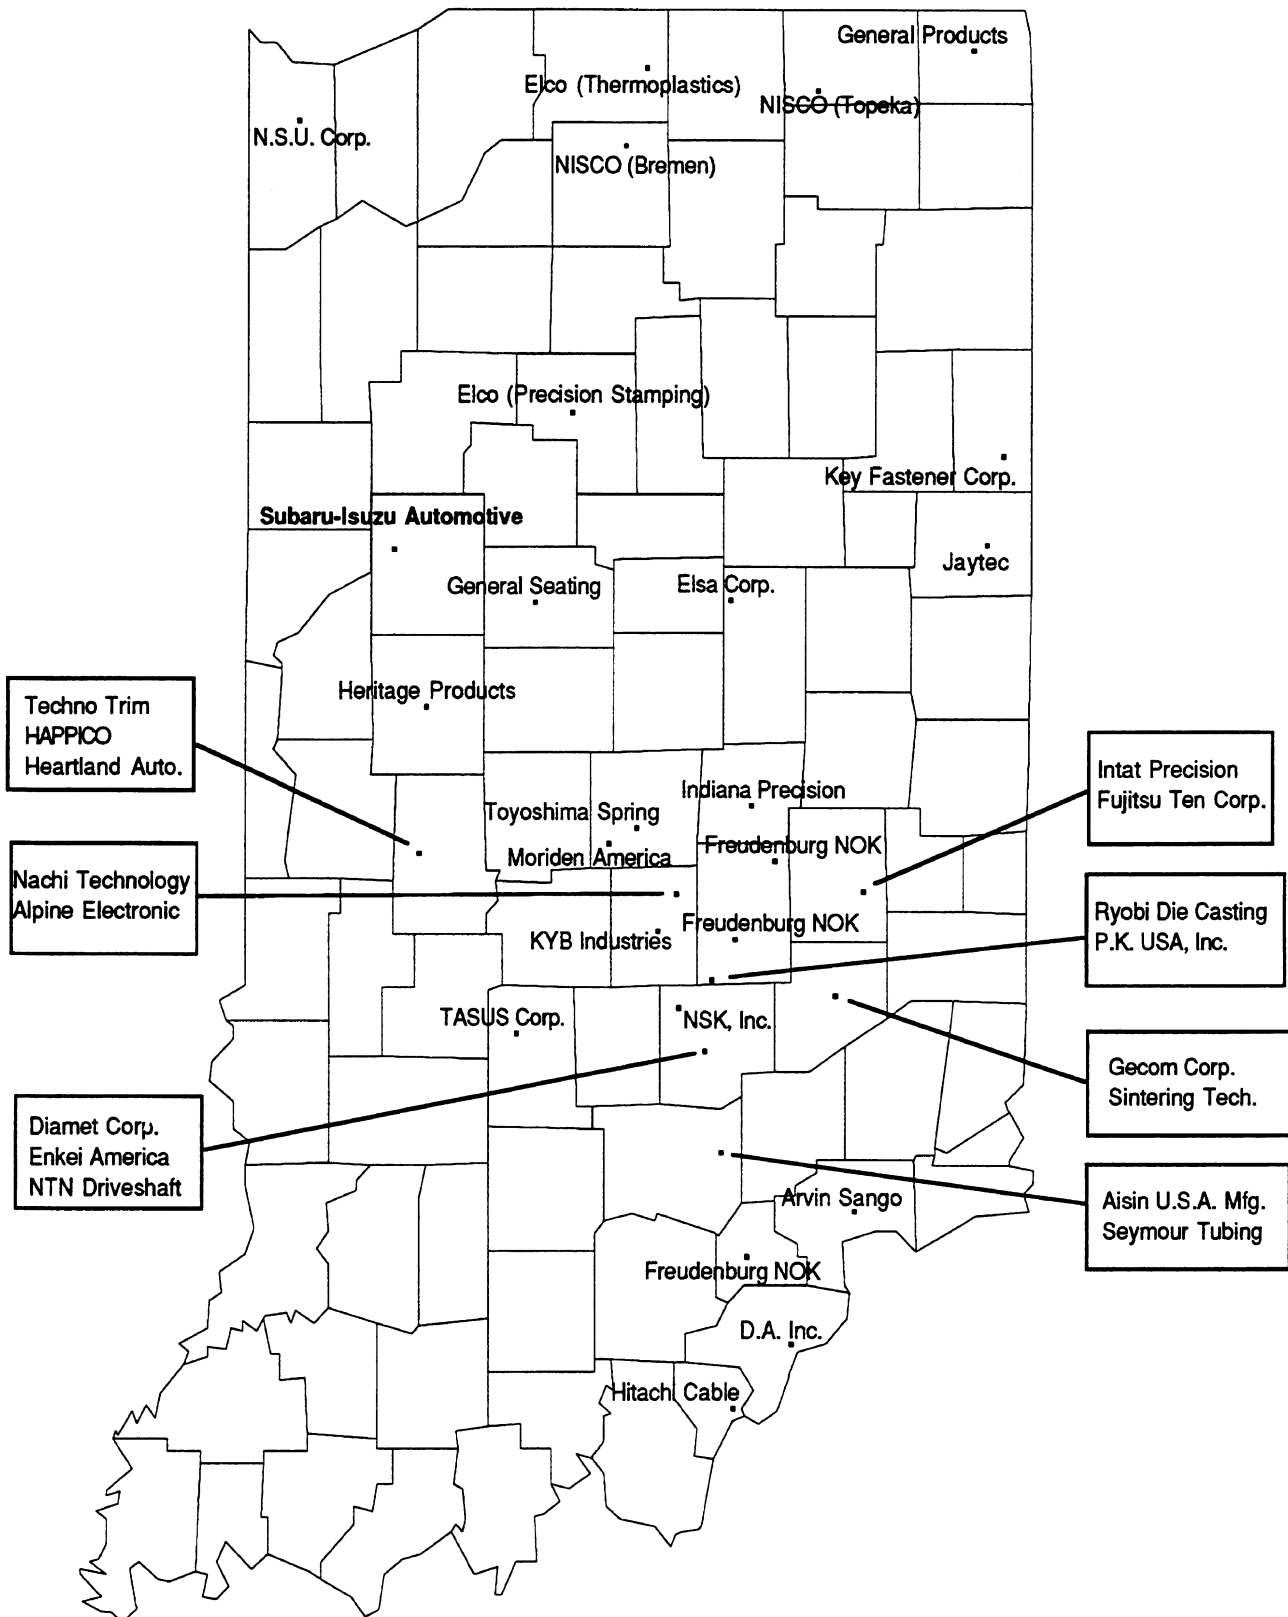 General Products
Elco (Thermoplastics)
NISCO (Topeka)
N.S.U. Corp.
NISCO (Bremen)
Elco (Precision Stamping)
Key Fastener Corp.
Subaru-Isuzu Automotive
Jaytec
General Seating
Elsa Corp.
Heritage Products
Techno Trim
HAPPICO
Heartland Auto.
Intat Precision
Fujitsu Ten Corp.
Indiana Precision
Toyoshima Spring
Freudenburg NOK
Moriden America
Nachi Technology
Alpine Electronic
Ryobi Die Casting
P.K. USA, Inc.
Freudenburg NOK
KYB Industries
TASUS Corp.
NSK, Inc.
Gecom Corp.
Sintering Tech.
Diamet Corp.
Enkei America
NTN Driveshaft
Arvin Sango
Aisin U.S.A. Mfg.
Seymour Tubing
Freudenburg NOK
D.A. Inc.
Hitachi Cable